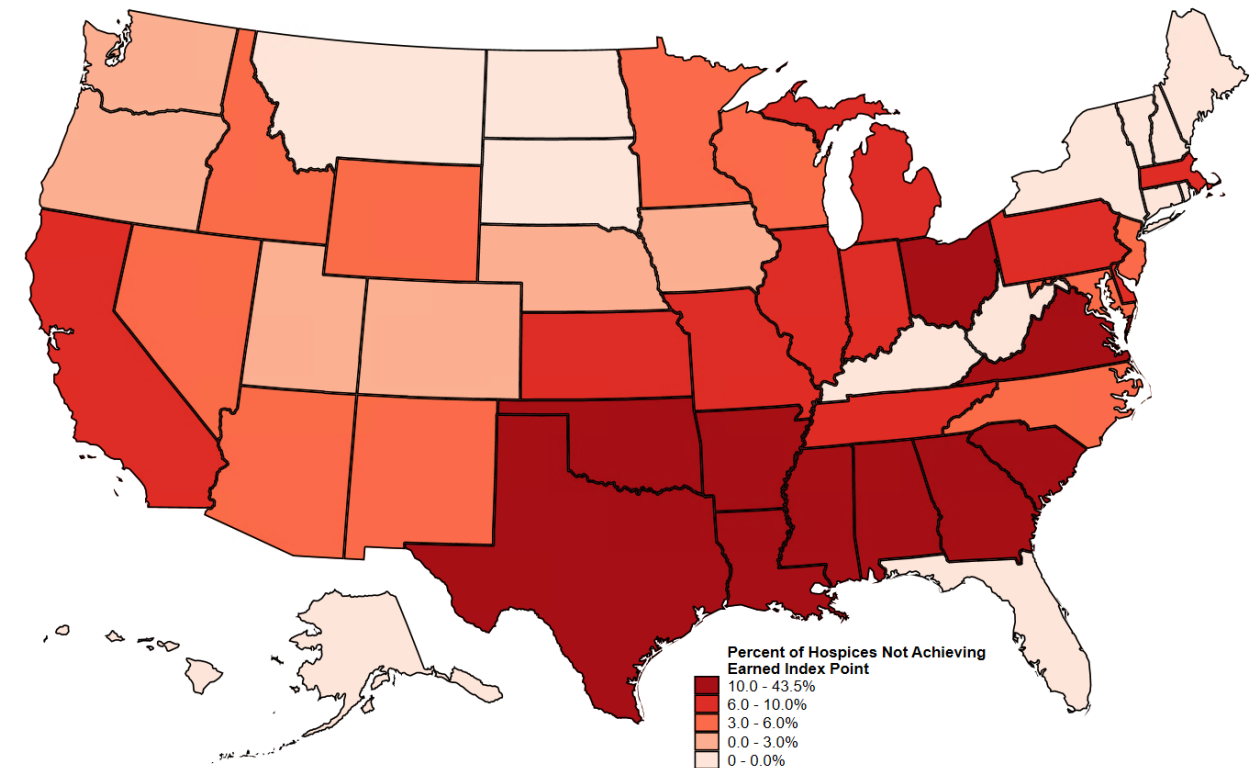 Percent of Hospices Not Achieving
Earned Index Point
10.0 - 43.5%
6.0 - 10.0%
3.0 - 6.0%
0.0 - 3.0%
0 - 0.0%